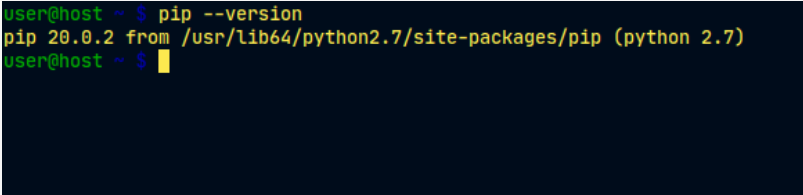 user@host ~ $ pip --version
pip 20.0.2 from /usr/lib64/python2.7/site-packages/pip (python 2.7)
user@host ~ $